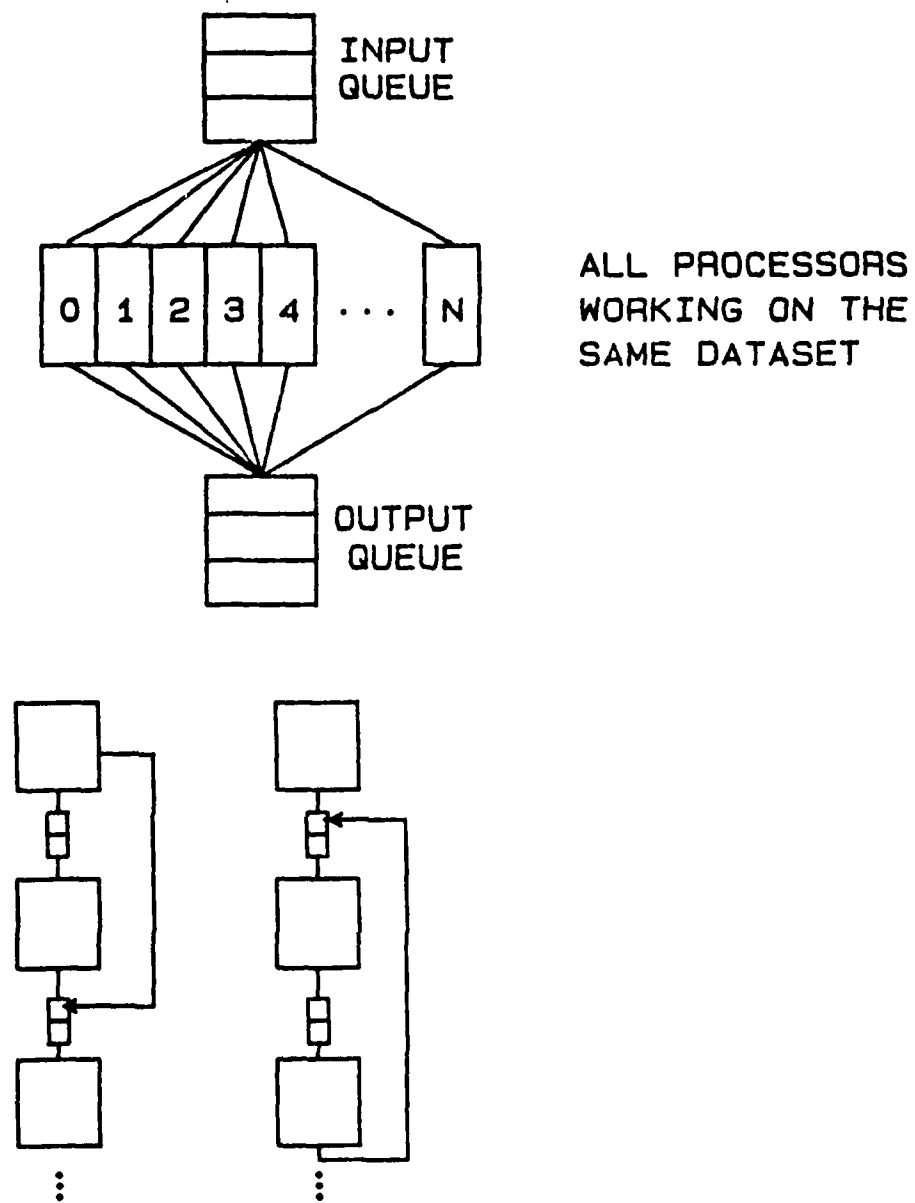 INPUT
QUEUE
0 1 2 3 4 ... N
ALL PROCESSORS
WORKING ON THE
SAME DATASET
OUTPUT
QUEUE